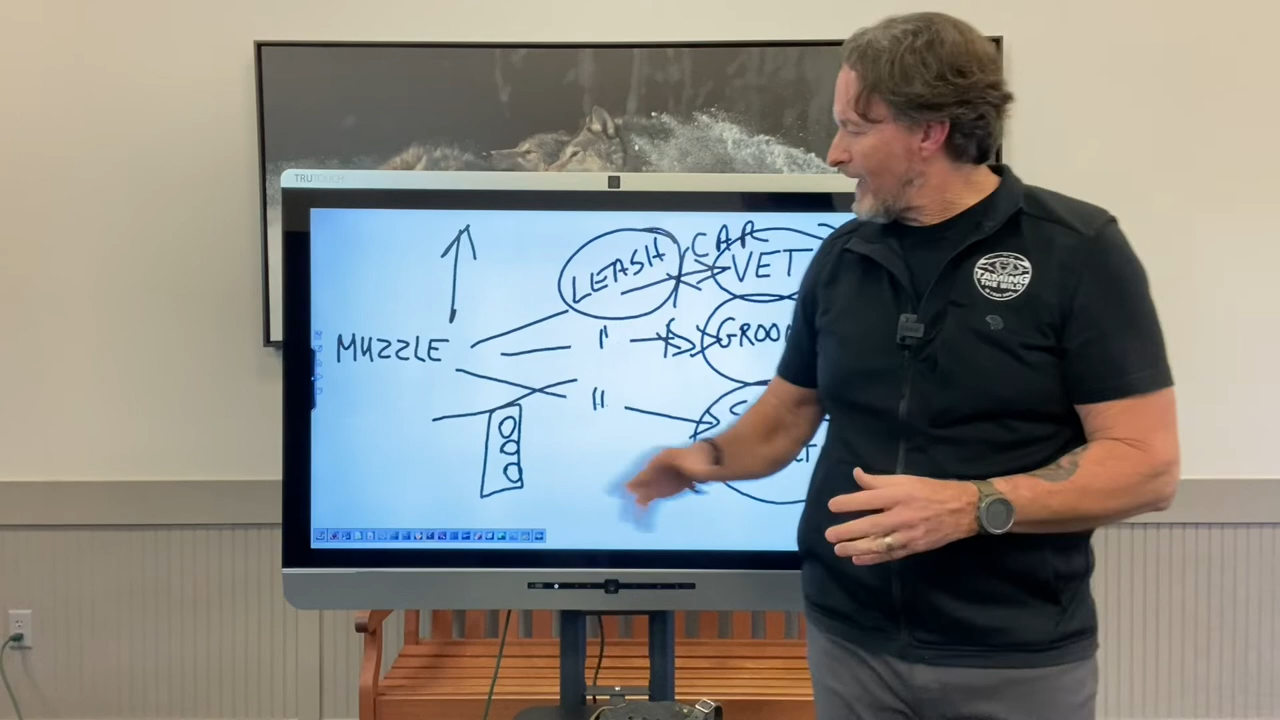 TRUTOUCH
CAR
LEASH
VET
MUZZLE
"
GROO
"
TAMING
THE WILD